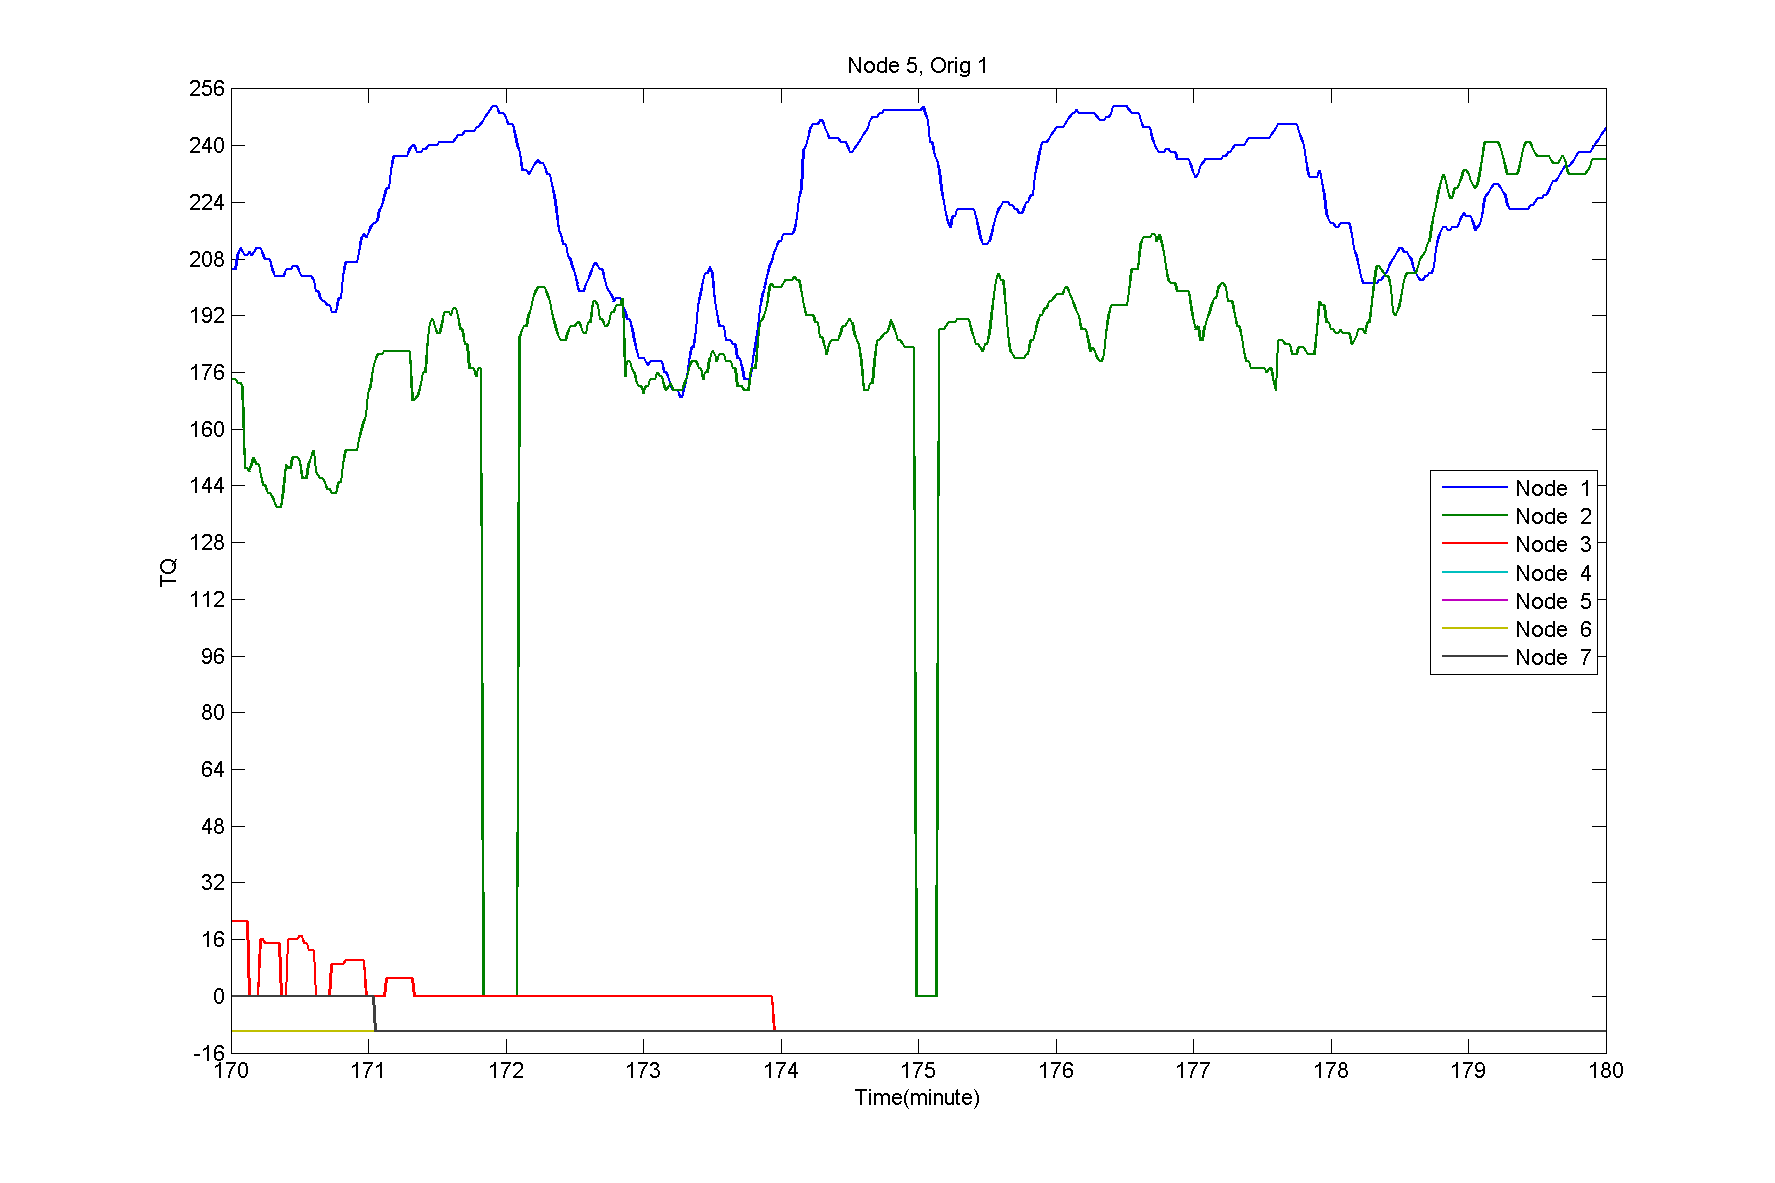 Node 5, Orig 1
256
240
224
208
192
176
160
144
128
112
96
80
64
48
32
16
0
-16
TQ
170 171 172 173 174 175 176 177 178 179 180
Time(minute)
Node 1
Node 2
Node 3
Node 4
Node 5
Node 6
Node 7